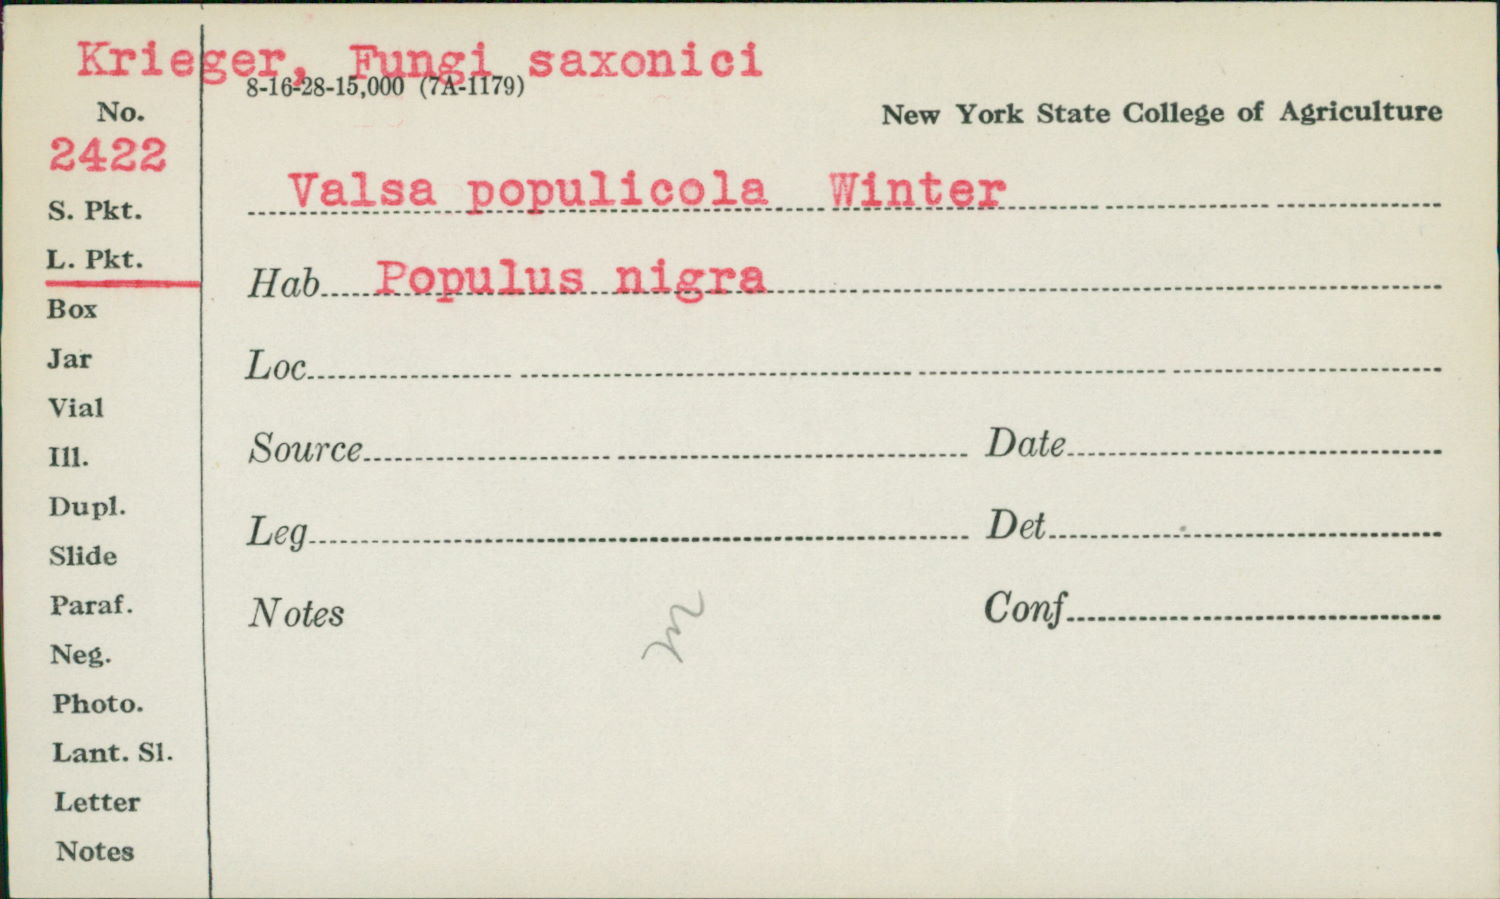 Krieger, Fungi saxonici
8-16-28-15,000 (7A-1179)
New York State College of Agriculture
No.
2422
S. Pkt.
L. Pkt.
Box
Jar
Vial
Ill.
Dupl.
Slide
Paraf.
Neg.
Photo.
Lant. Sl.
Letter
Notes
Valsa populicola Winter
Hab Populus nigra
Loc
Source Date
Leg Det
Notes Conf